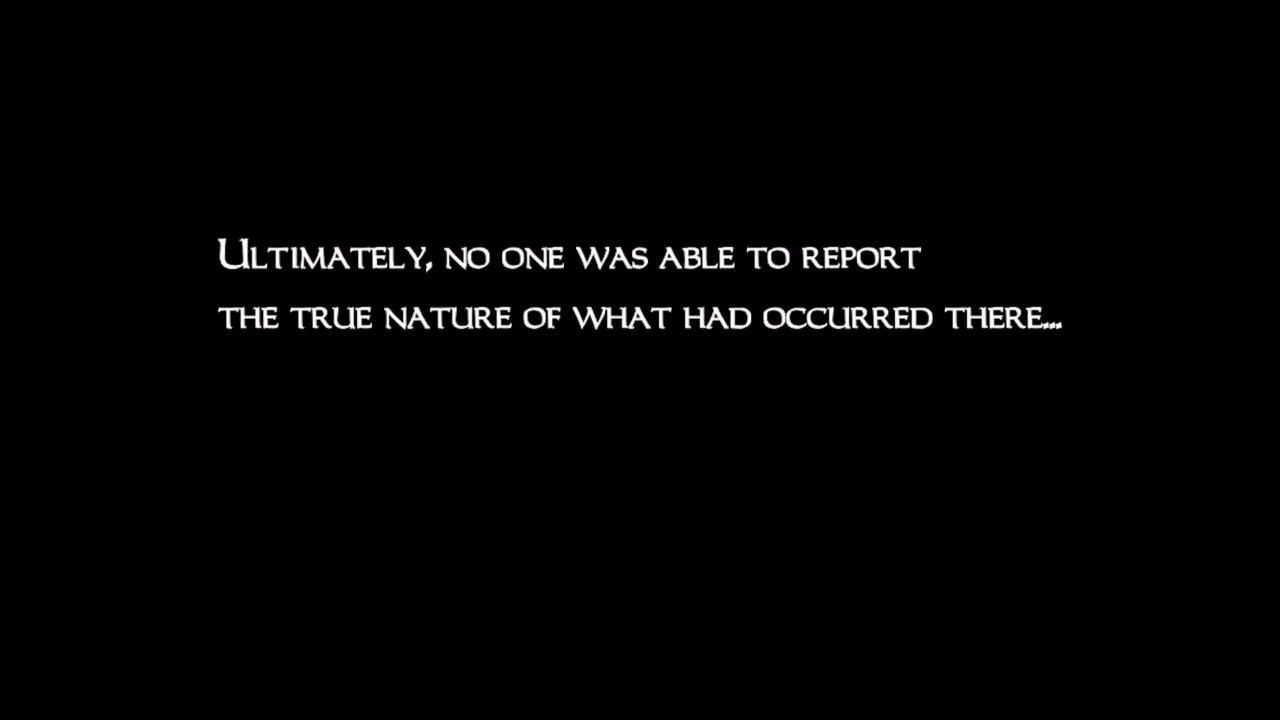 Ultimately, no one was able to report
the true nature of what had occurred there...